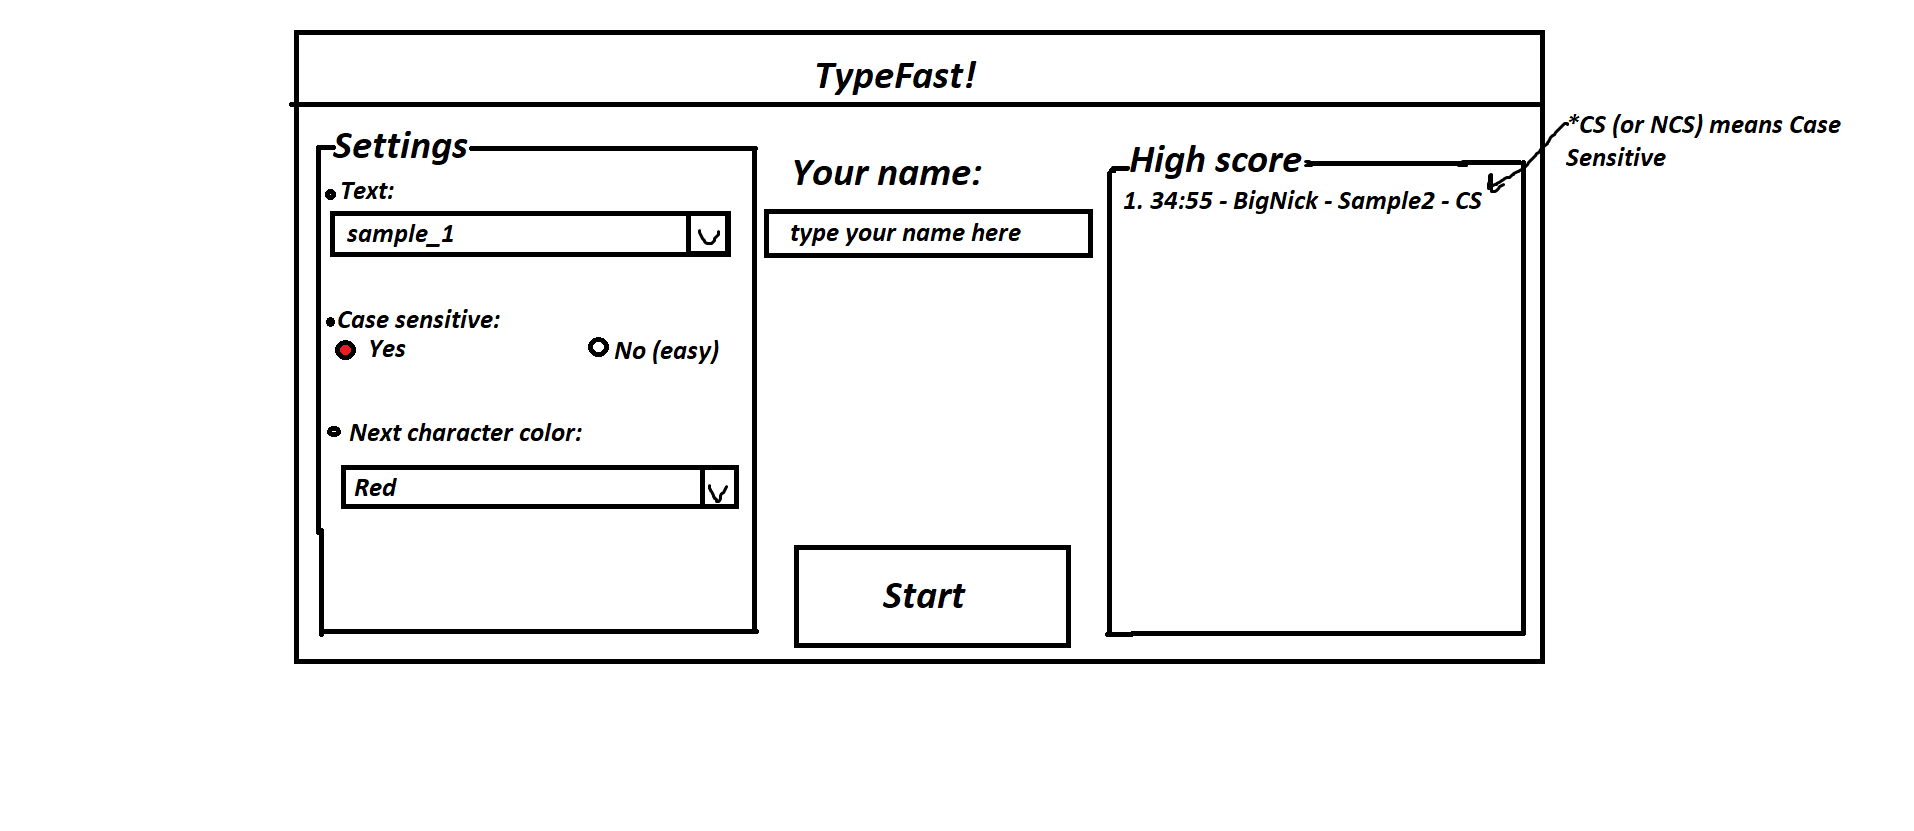 TypeFast!
Settings
Text:
sample_1
Case sensitive:
Yes
No (easy)
Next character color:
Red
Your name:
type your name here
Start
High score
1. 34:55 - BigNick - Sample2 - CS
*CS (or NCS) means Case
Sensitive